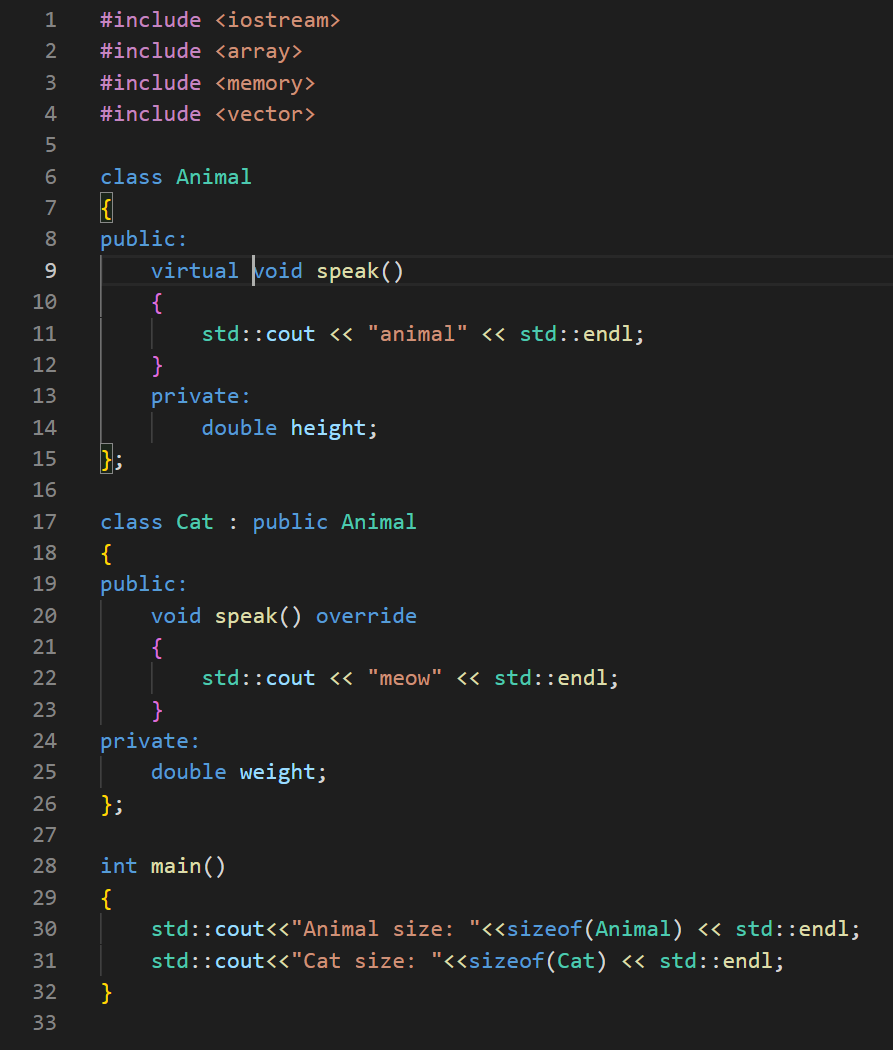 1 #include <iostream>
2 #include <array>
3 #include <memory>
4 #include <vector>
5
6 class Animal
7 {
8 public:
9     virtual void speak()
10     {
11         std::cout << "animal" << std::endl;
12     }
13     private:
14         double height;
15 };
16
17 class Cat : public Animal
18 {
19 public:
20     void speak() override
21     {
22         std::cout << "meow" << std::endl;
23     }
24 private:
25     double weight;
26 };
27
28 int main()
29 {
30     std::cout<<"Animal size: "<<sizeof(Animal) << std::endl;
31     std::cout<<"Cat size: "<<sizeof(Cat) << std::endl;
32 }
33